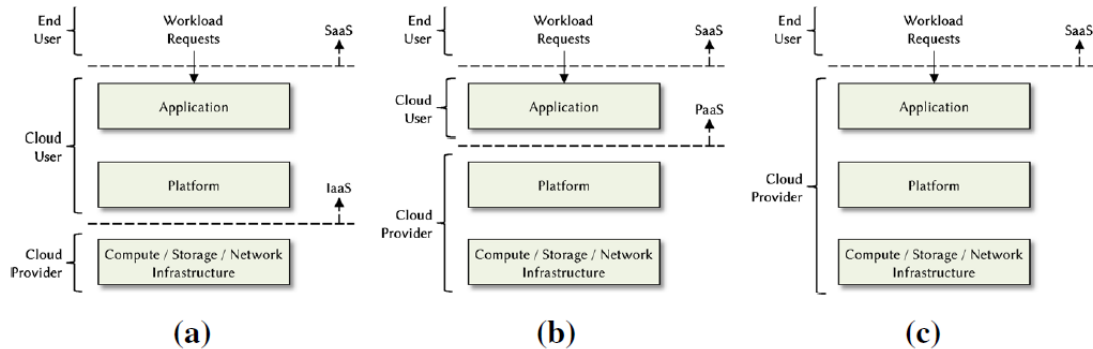 End
User
Workload
Requests
SaaS
Cloud
User
Application
Platform
IaaS
Cloud
Provider
Compute / Storage / Network
Infrastructure
(a)
End
User
Workload
Requests
SaaS
Cloud
User
Application
PaaS
Cloud
Provider
Platform
Compute / Storage / Network
Infrastructure
(b)
End
User
Workload
Requests
SaaS
Cloud
Provider
Application
Platform
Compute / Storage / Network
Infrastructure
(c)